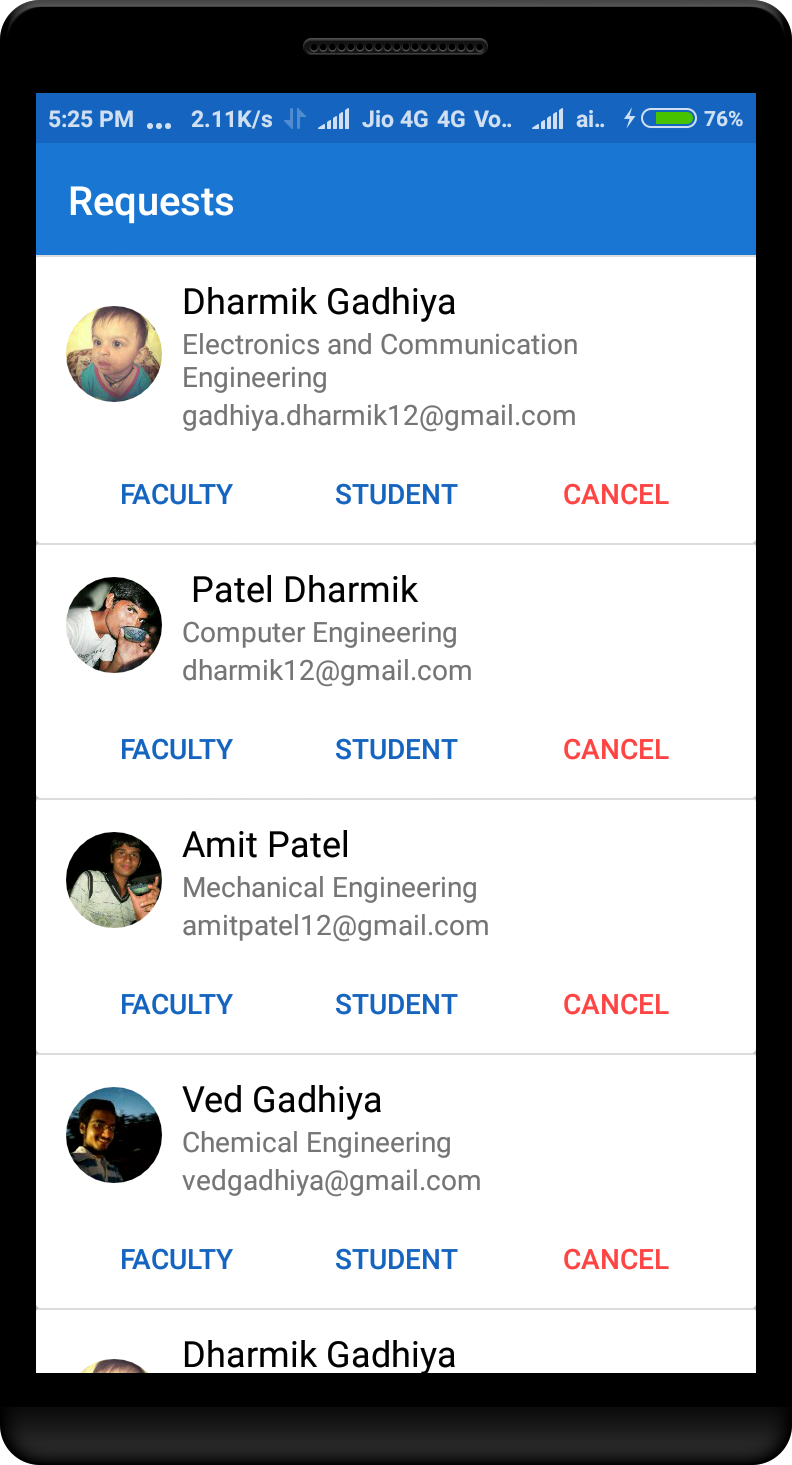 5:25 PM ... 2.11K/s Jio 4G 4G Vo.. ai.. 76%
Requests
Dharmik Gadhiya
Electronics and Communication
Engineering
gadhiya.dharmik12@gmail.com
FACULTY STUDENT CANCEL
Patel Dharmik
Computer Engineering
dharmik12@gmail.com
FACULTY STUDENT CANCEL
Amit Patel
Mechanical Engineering
amitpatel12@gmail.com
FACULTY STUDENT CANCEL
Ved Gadhiya
Chemical Engineering
vedgadhiya@gmail.com
FACULTY STUDENT CANCEL
Dharmik Gadhiya